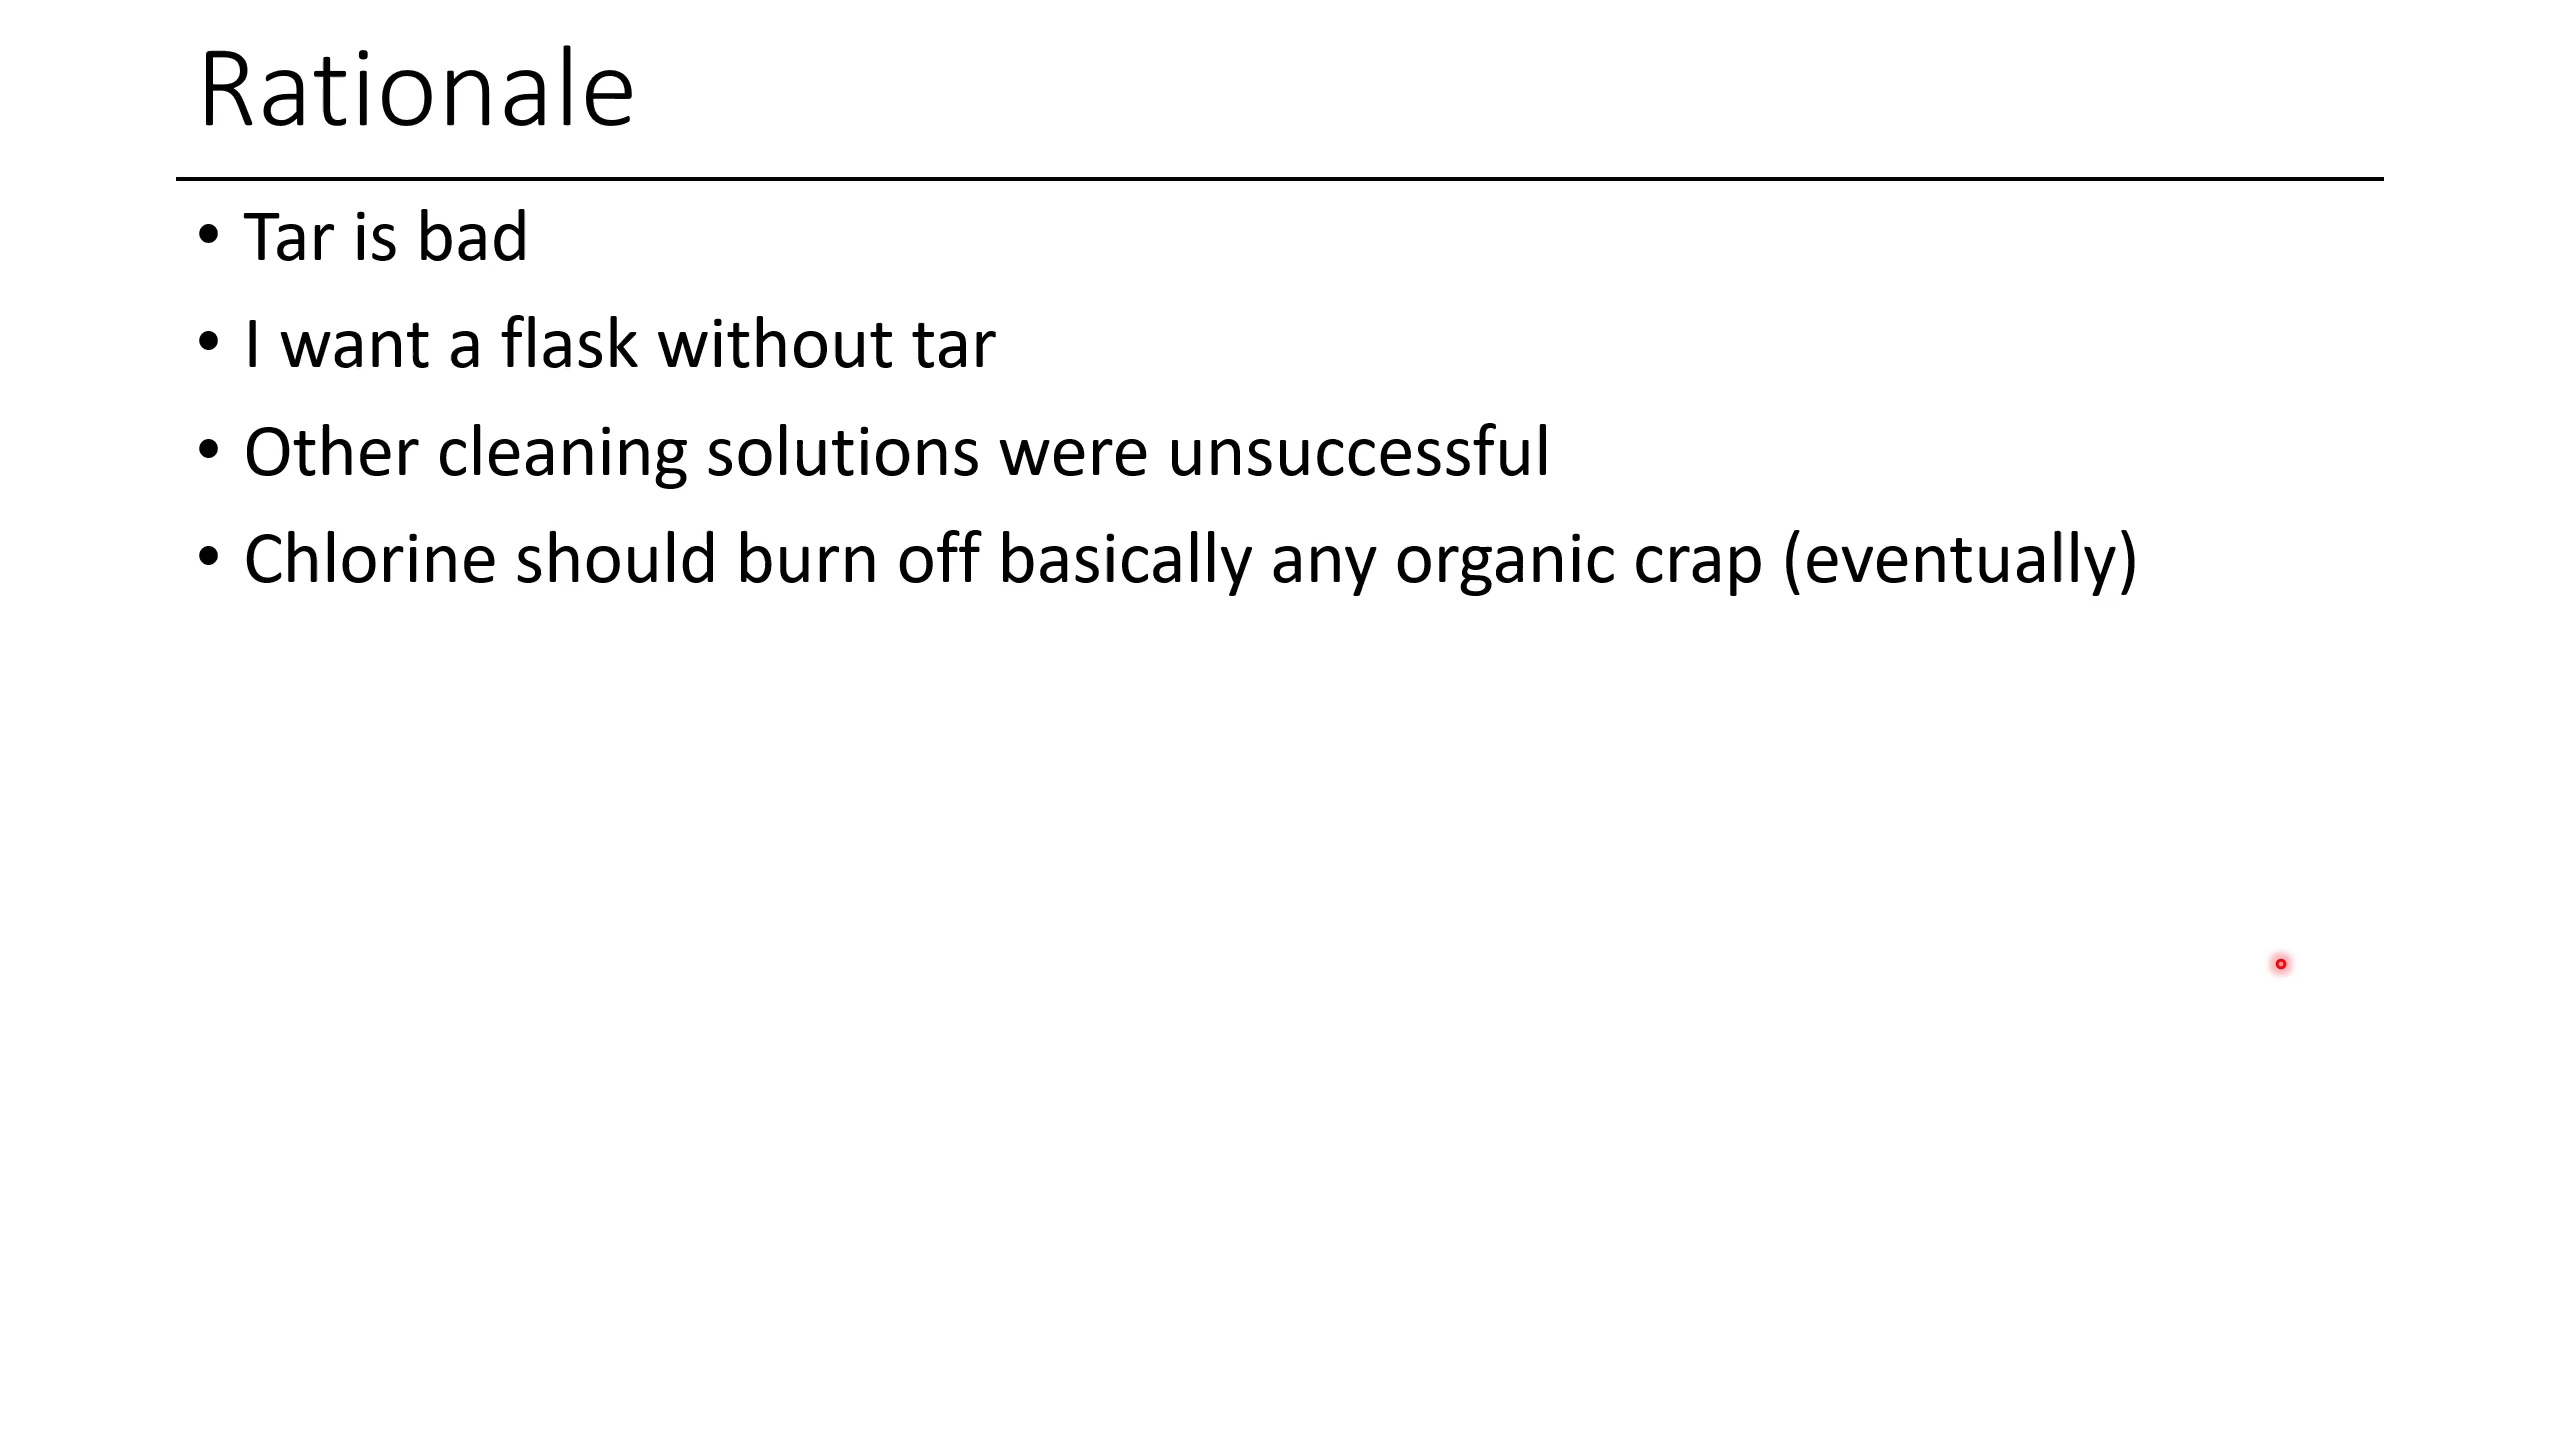 Rationale
• Tar is bad
• I want a flask without tar
• Other cleaning solutions were unsuccessful
• Chlorine should burn off basically any organic crap (eventually)